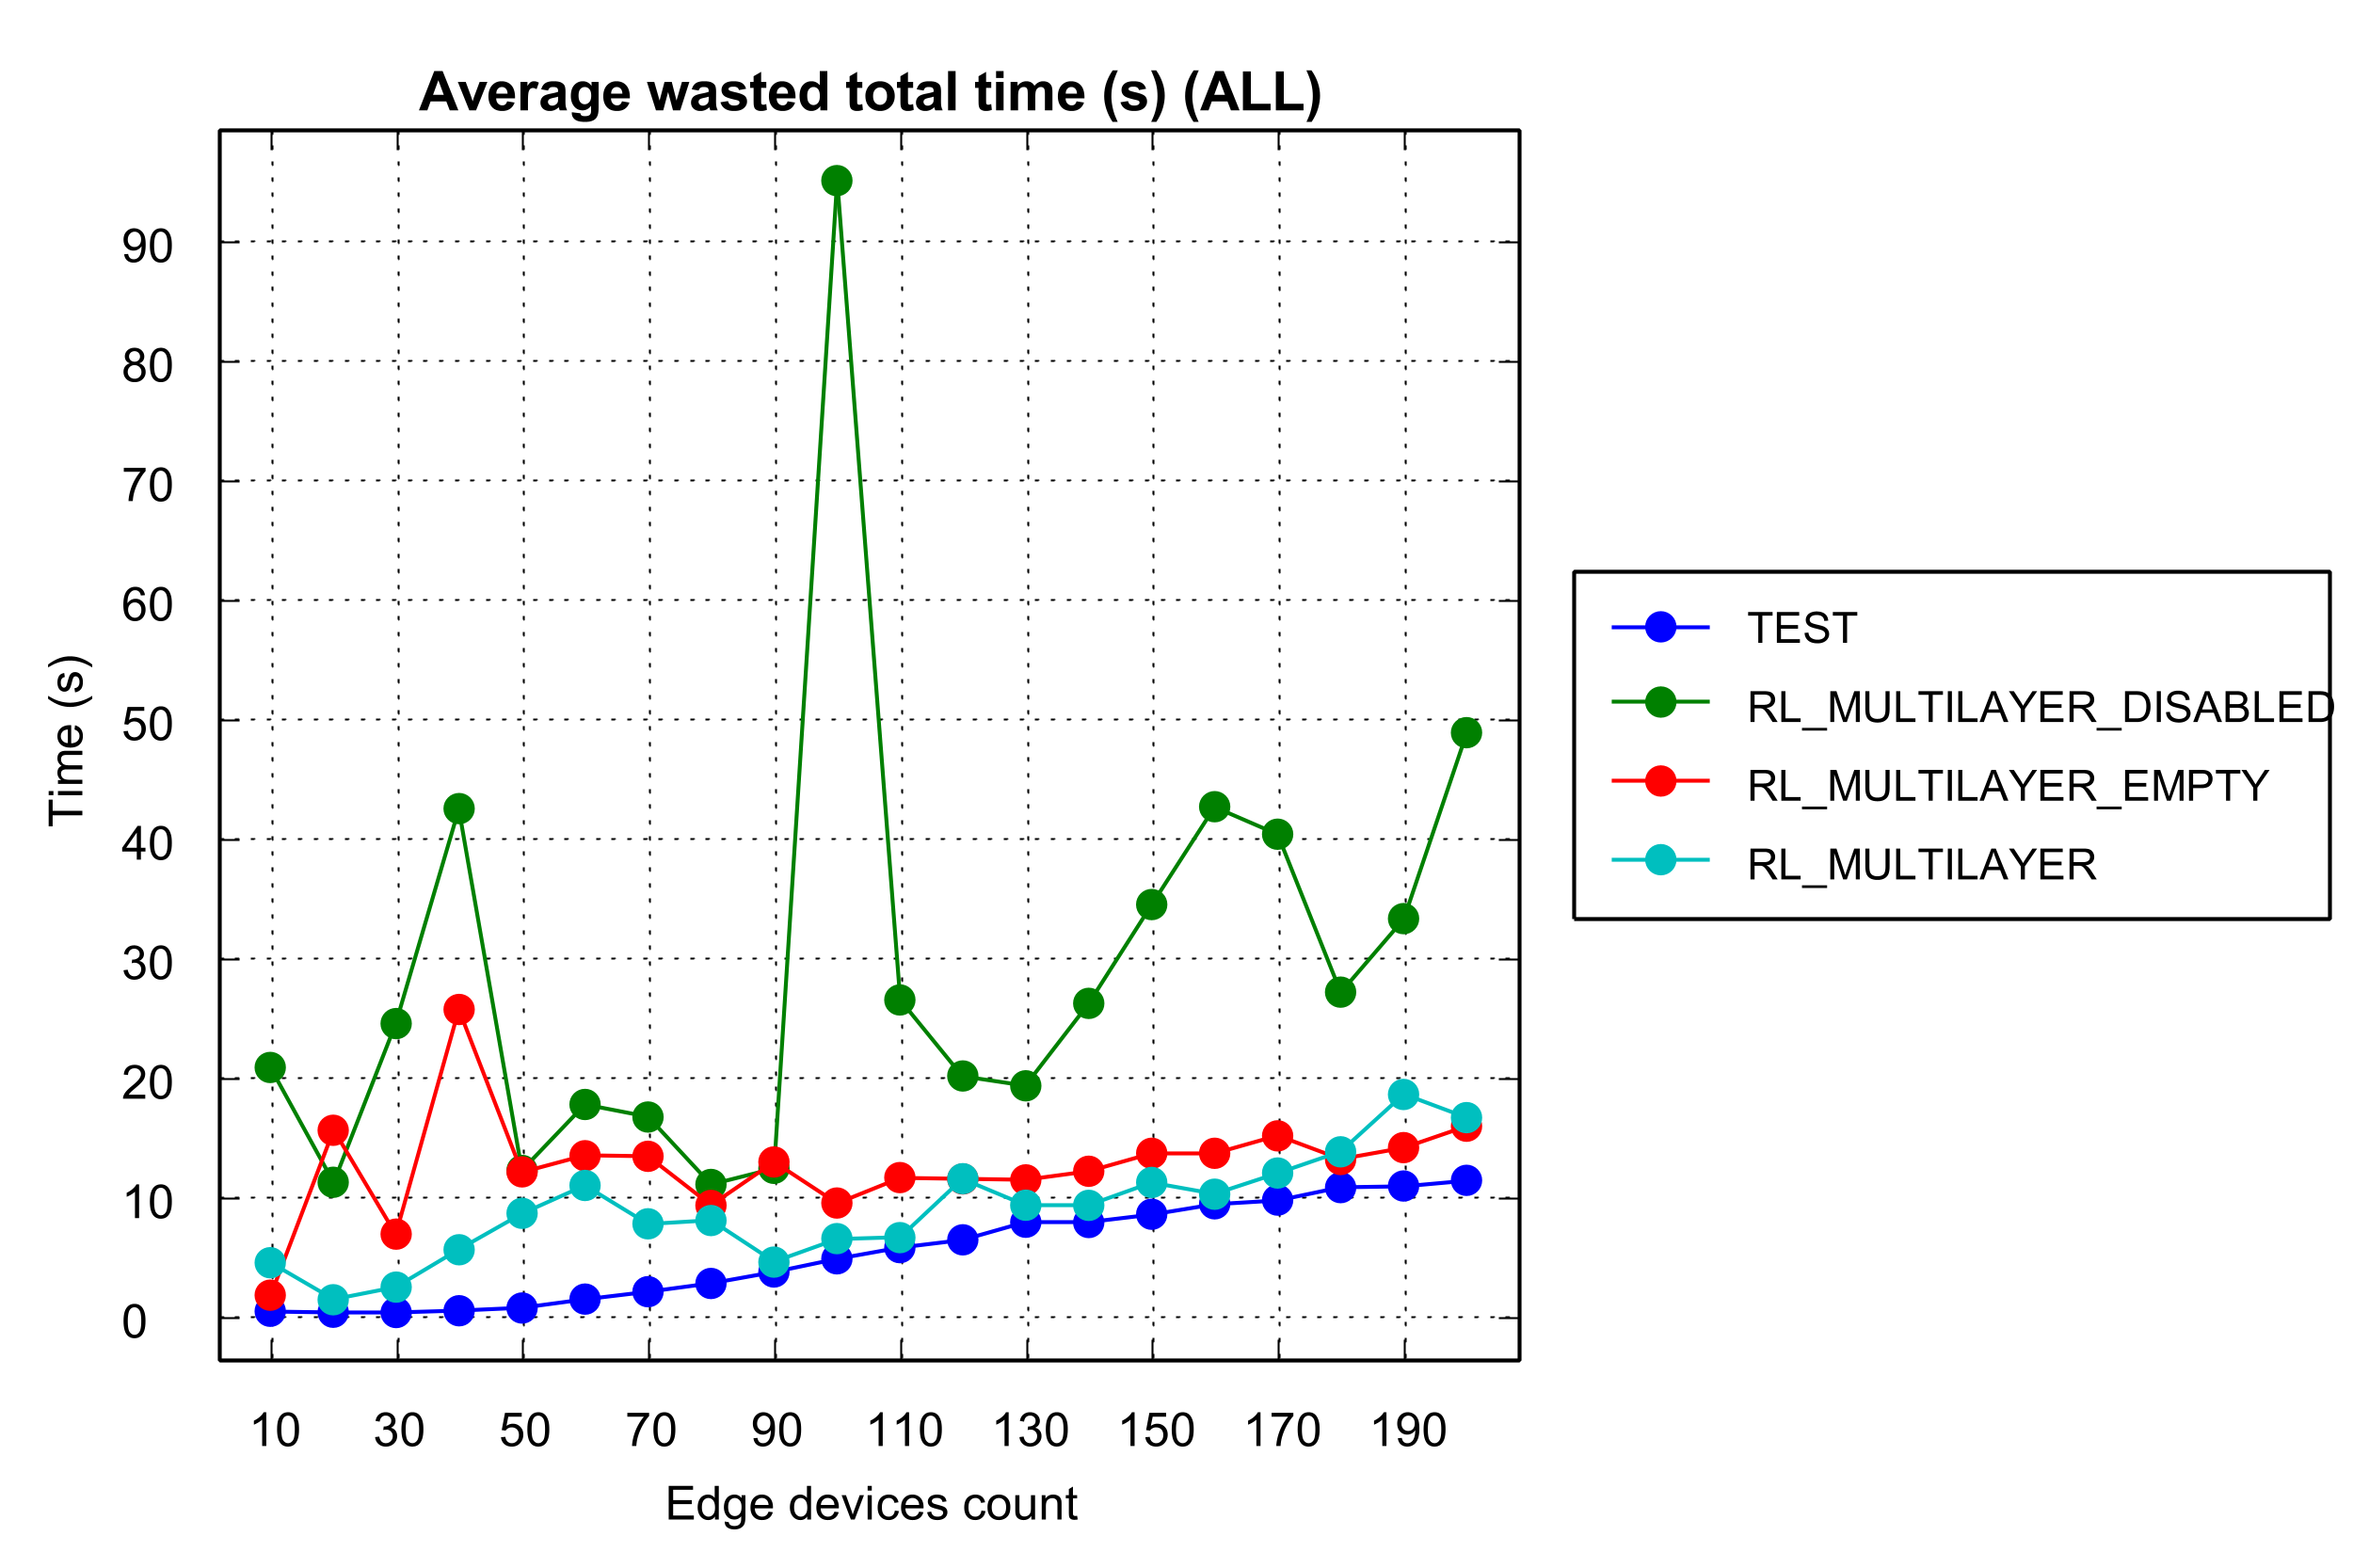 Average wasted total time (s) (ALL)
90
80
70
60
50
40
30
20
10
0
Time (s)
10 30 50 70 90 110 130 150 170 190
Edge devices count
TEST
RL_MULTILAYER_DISABLED
RL_MULTILAYER_EMPTY
RL_MULTILAYER